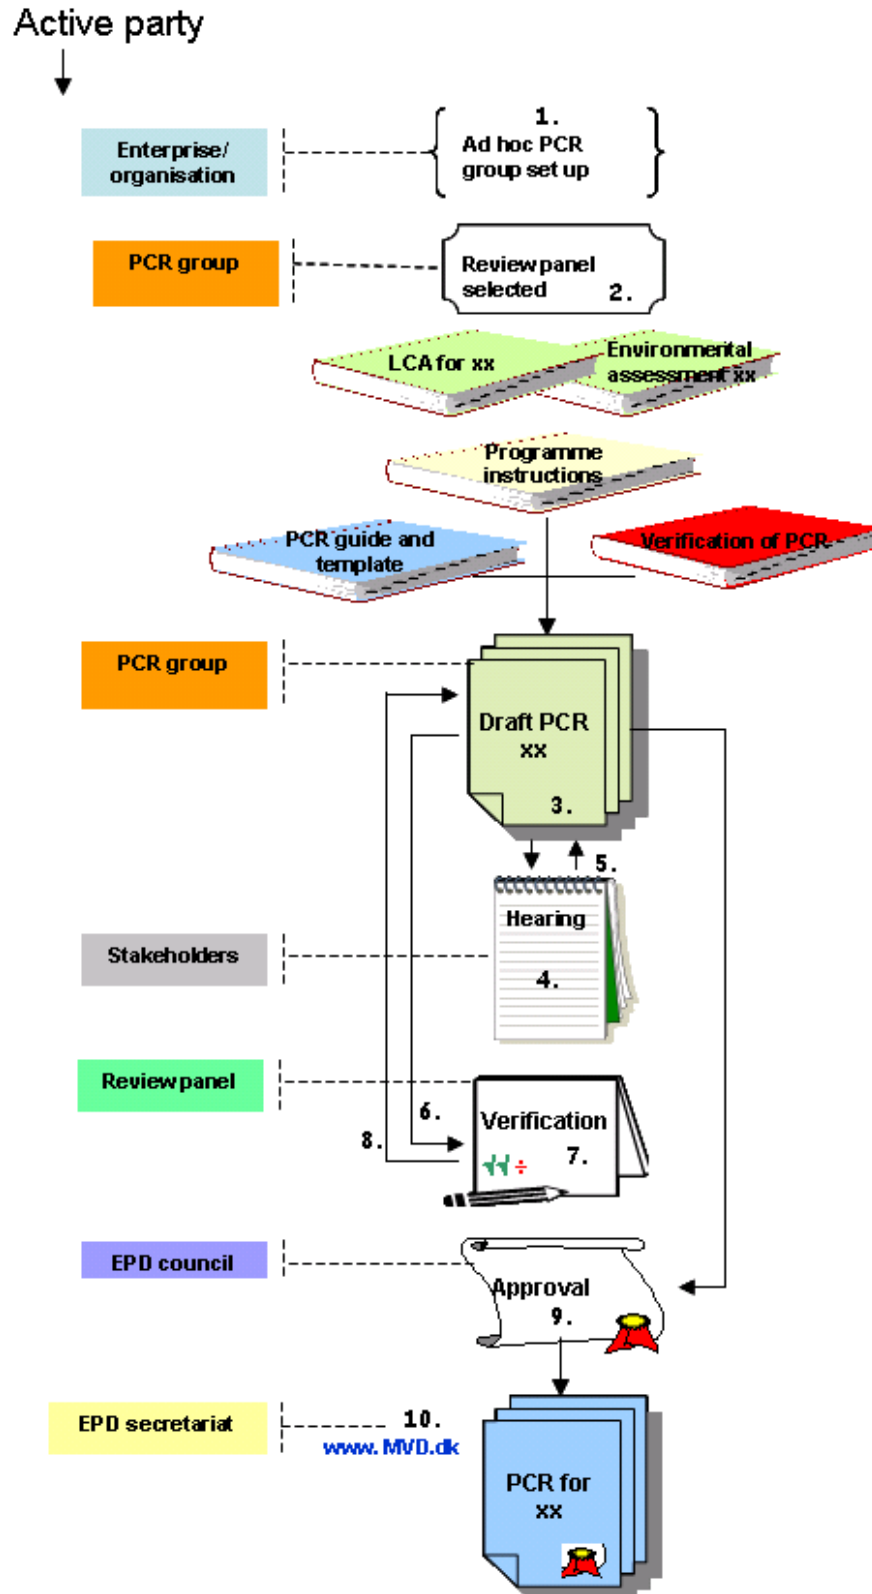 Active party
1.
Enterprise/
organisation
Ad hoc PCR
group set up
PCR group
Review panel
selected 2.
LCA for xx
Environmental
assessment xx
Programme
instructions
PCR guide and
template
Verification of PCR
PCR group
Draft PCR
xx
3.
5.
Hearing
Stakeholders
4.
Review panel
6.
Verification
8.
7.
EPD council
Approval
9.
EPD secretariat
10.
www.MVD.dk
PCR for
xx